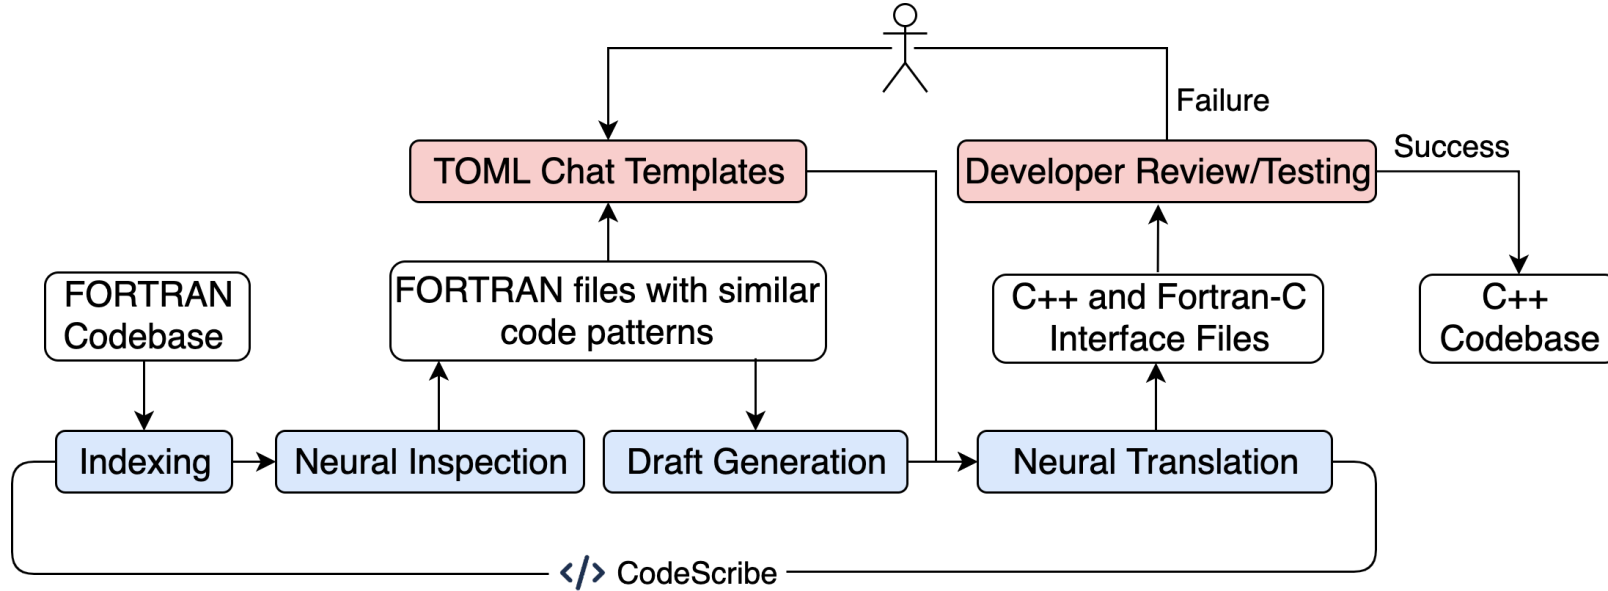 Failure
Success
TOML Chat Templates
Developer Review/Testing
FORTRAN
Codebase
FORTRAN files with similar
code patterns
C++ and Fortran-C
Interface Files
C++
Codebase
Indexing
Neural Inspection
Draft Generation
Neural Translation
</> CodeScribe